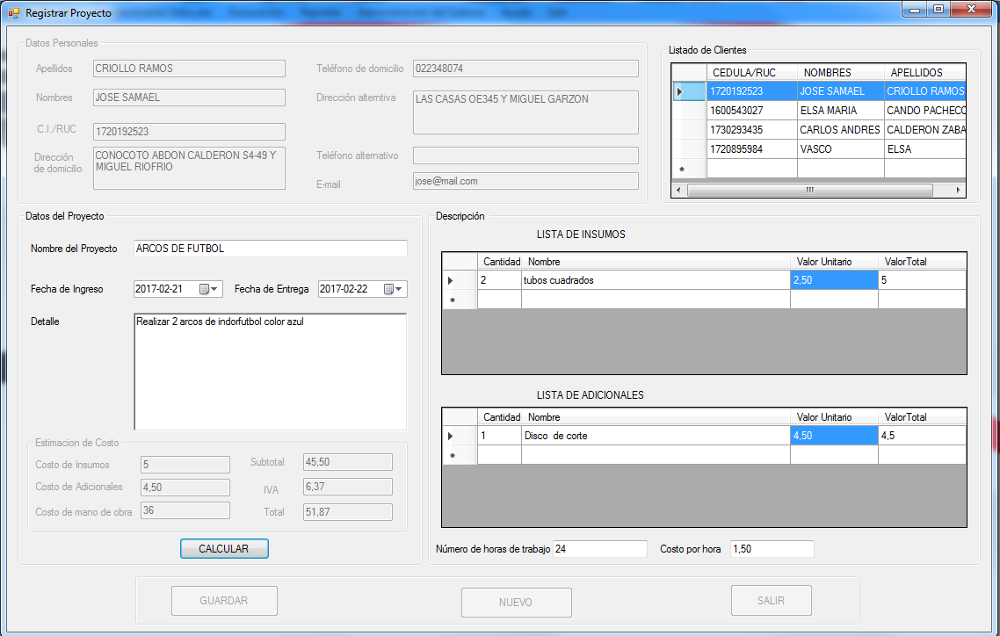 Registrar Proyecto
Datos Personales
Apellidos CRIOLLO RAMOS
Nombres JOSE SAMAEL
C.I./RUC 1720192523
Dirección de domicilio CONOCOTO ABDON CALDERON S4-49 Y
MIGUEL RIOFRIO
Teléfono de domicilio 022348074
Dirección altemtiva LAS CASAS OE345 Y MIGUEL GARZON
Teléfono alternativo
E-mail jose@mail.com
Listado de Clientes
CEDULA/RUC NOMBRES APELLIDOS
1720192523 JOSE SAMAEL CRIOLLO RAMOS
1600543027 ELSA MARIA CANDO PACHECO
1730293435 CARLOS ANDRES CALDERON ZABA
1720895984 VASCO ELSA
Datos del Proyecto
Nombre del Proyecto ARCOS DE FUTBOL
Fecha de Ingreso 2017-02-21 Fecha de Entrega 2017-02-22
Detalle Realizar 2 arcos de indorfutbol color azul
Estimacion de Costo
Costo de Insumos 5 Subtotal 45,50
Costo de Adicionales 4,50 IVA 6,37
Costo de mano de obra 36 Total 51,87
CALCULAR
Descripción
LISTA DE INSUMOS
Cantidad Nombre Valor Unitario ValorTotal
2 tubos cuadrados 2,50 5
LISTA DE ADICIONALES
Cantidad Nombre Valor Unitario ValorTotal
1 Disco de corte 4,50 4,5
Número de horas de trabajo 24 Costo por hora 1,50
GUARDAR NUEVO SALIR